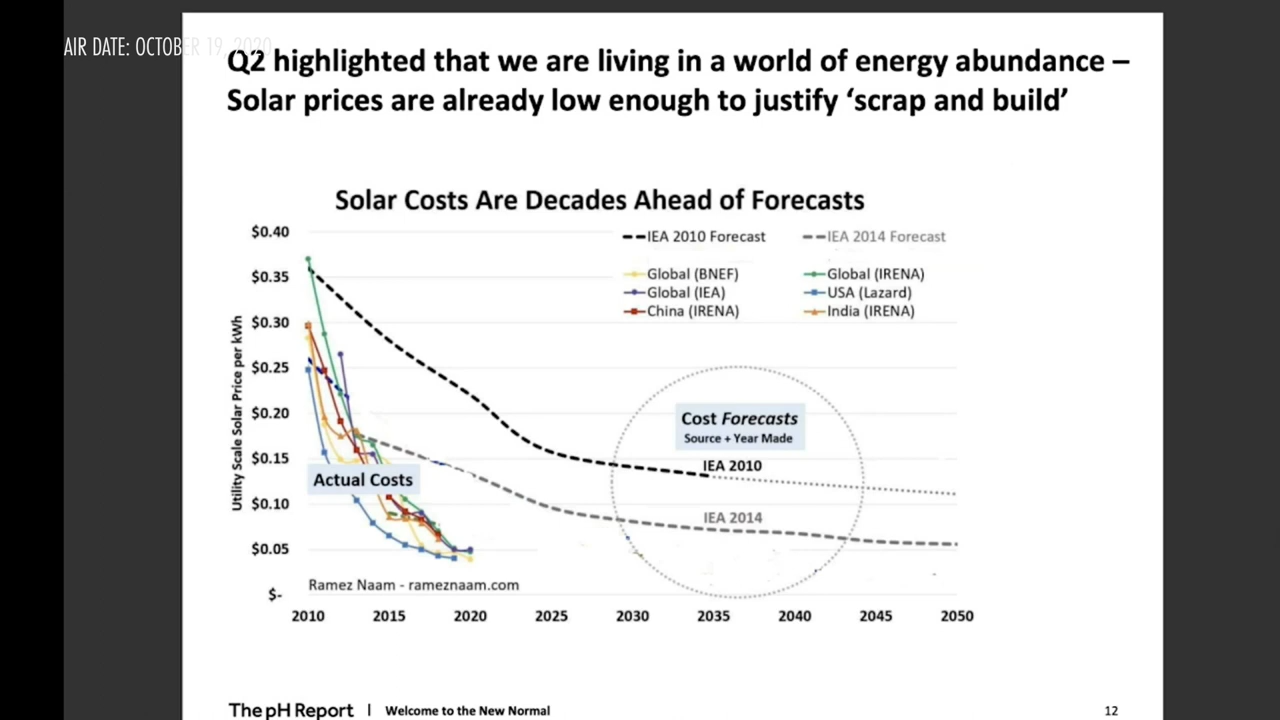 AIR DATE: OCTOBER 19, 2020
Q2 highlighted that we are living in a world of energy abundance –
Solar prices are already low enough to justify ‘scrap and build’
Solar Costs Are Decades Ahead of Forecasts
$0.40
$0.35
$0.30
$0.25
$0.20
$0.15
$0.10
$0.05
$-
Utility Scale Solar Price per kWh
IEA 2010 Forecast
IEA 2014 Forecast
Global (BNEF)
Global (IRENA)
Global (IEA)
USA (Lazard)
China (IRENA)
India (IRENA)
Cost Forecasts
Source + Year Made
IEA 2010
Actual Costs
IEA 2014
Ramez Naam - rameznaam.com
2010 2015 2020 2025 2030 2035 2040 2045 2050
The pH Report | Welcome to the New Normal 12